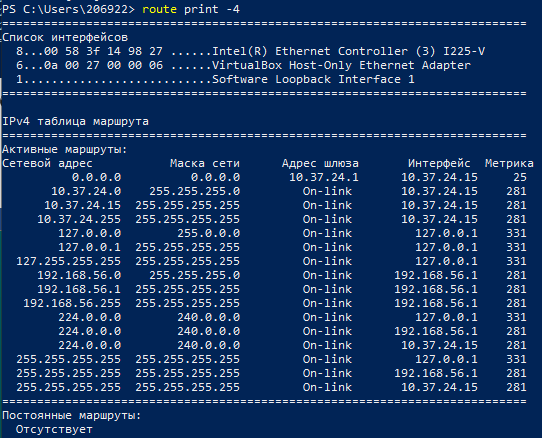 PS C:\Users\206922> route print -4
===========================================================================
Список интерфейсов
  8...00 58 3f 14 98 27 ......Intel(R) Ethernet Controller (3) I225-V
  6...0a 00 27 00 00 06 ......VirtualBox Host-Only Ethernet Adapter
  1...........................Software Loopback Interface 1
===========================================================================
IPv4 таблица маршрута
===========================================================================
Активные маршруты:
Сетевой адрес           Маска сети      Адрес шлюза       Интерфейс  Метрика
          0.0.0.0          0.0.0.0       10.37.24.1      10.37.24.15     25
       10.37.24.0    255.255.255.0         On-link       10.37.24.15    281
      10.37.24.15  255.255.255.255         On-link       10.37.24.15    281
     10.37.24.255  255.255.255.255         On-link       10.37.24.15    281
        127.0.0.0        255.0.0.0         On-link         127.0.0.1    331
        127.0.0.1  255.255.255.255         On-link         127.0.0.1    331
  127.255.255.255  255.255.255.255         On-link         127.0.0.1    331
     192.168.56.0    255.255.255.0         On-link      192.168.56.1    281
     192.168.56.1  255.255.255.255         On-link      192.168.56.1    281
   192.168.56.255  255.255.255.255         On-link      192.168.56.1    281
        224.0.0.0        240.0.0.0         On-link         127.0.0.1    331
        224.0.0.0        240.0.0.0         On-link      192.168.56.1    281
        224.0.0.0        240.0.0.0         On-link       10.37.24.15    281
  255.255.255.255  255.255.255.255         On-link         127.0.0.1    331
  255.255.255.255  255.255.255.255         On-link      192.168.56.1    281
  255.255.255.255  255.255.255.255         On-link       10.37.24.15    281
===========================================================================
Постоянные маршруты:
  Отсутствует